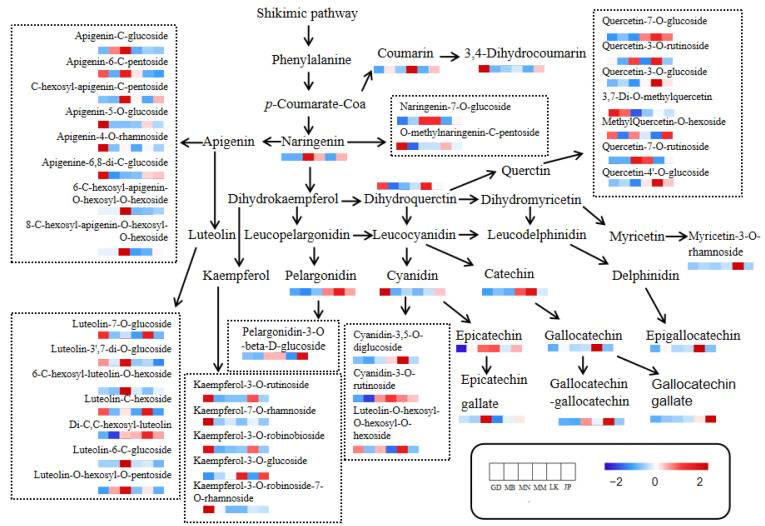 Shikimic pathway
Phenylalanine
p-Coumarate-Coa
Coumarin
3,4-Dihydrocoumarin
Apigenin-C-glucoside
Apigenin-6-C-pentoside
C-hexosyl-apigenin-C-pentoside
Apigenin-5-O-glucoside
Apigenin-4-O-rhamnoside
Apigenine-6,8-di-C-glucoside
6-C-hexosyl-apigenin-
O-hexosyl-O-hexoside
8-C-hexosyl-apigenin-O-hexosyl-
O-hexoside
Apigenin
Naringenin
Naringenin-7-O-glucoside
O-methylnaringenin-C-pentoside
Quercetin-7-O-glucoside
Quercetin-3-O-rutinoside
Quercetin-3-O-glucoside
3,7-Di-O-methylquercetin
MethylQuercetin-O-hexoside
Quercetin-7-O-rutinoside
Quercetin-4'-O-glucoside
Quercetin
Dihydrokaempferol
Dihydroquerctin
Dihydromyricetin
Luteolin
Leucopelargonidin
Leucocyanidin
Leucodelphinidin
Myricetin
Myricetin-3-O-
rhamnoside
Kaempferol
Pelargonidin
Cyanidin
Catechin
Delphinidin
Luteolin-7-O-glucoside
Luteolin-3',7-di-O-glucoside
6-C-hexosyl-luteolin-O-hexoside
Luteolin-C-hexoside
Di-C,C-hexosyl-luteolin
Luteolin-6-C-glucoside
Luteolin-O-hexosyl-O-pentoside
Pelargonidin-3-O
-beta-D-glucoside
Kaempferol-3-O-rutinoside
Kaempferol-7-O-rhamnoside
Kaempferol-3-O-robinobioside
Kaempferol-3-O-glucoside
Kaempferol-3-O-robinoside-7-
O-rhamnoside
Cyanidin-3,5-O-
diglucoside
Cyanidin-3-O-
rutinoside
Luteolin-O-hexosyl-
O-hexosyl-O-
hexoside
Epicatechin
Gallocatechin
Epigallocatechin
Epicatechin
gallate
Gallocatechin
-gallocatechin
Gallocatechin
gallate
GD MB MN MM LK JP
−2 0 2